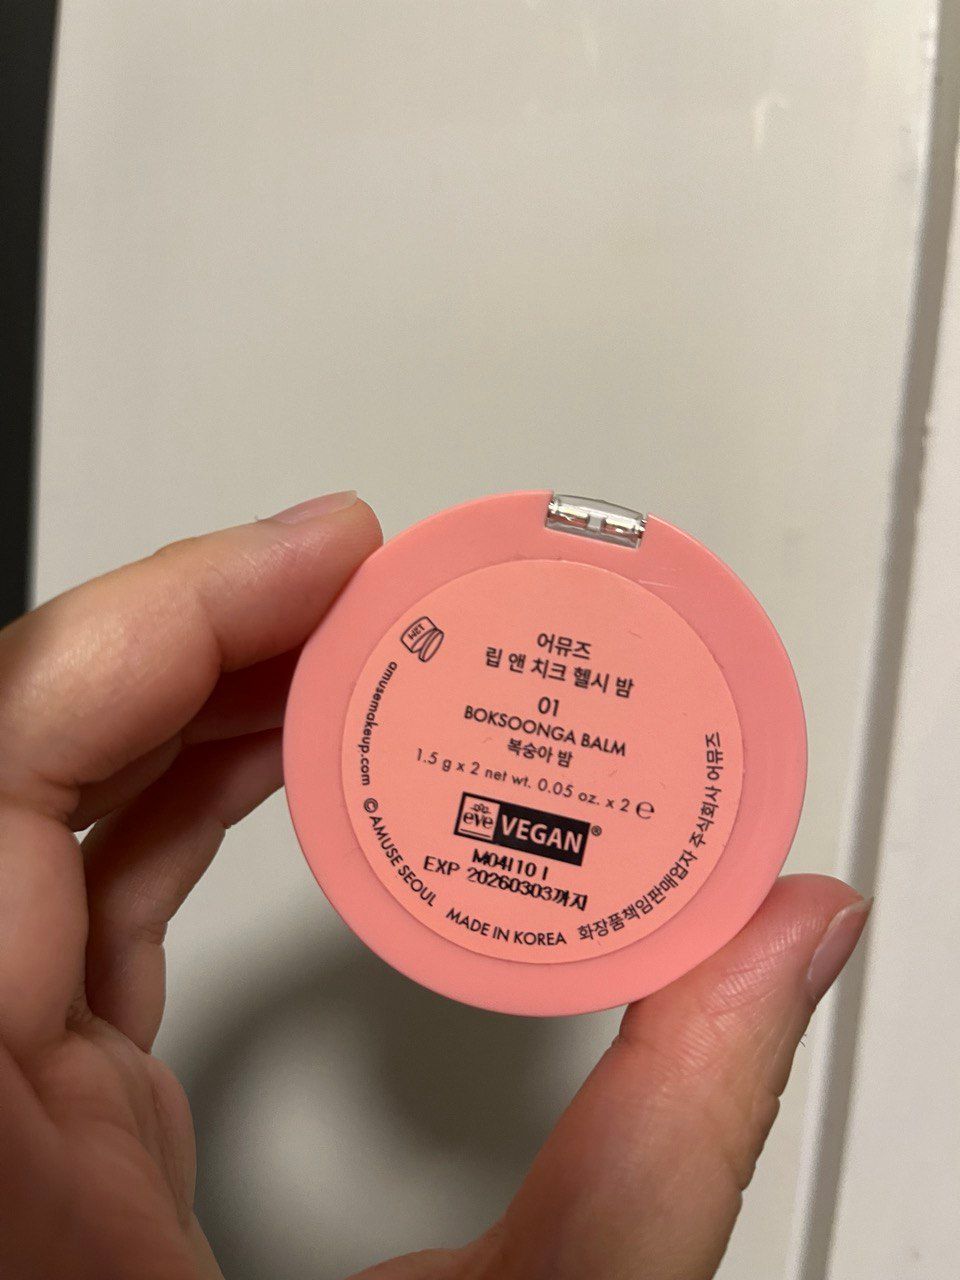 어뮤즈
립 앤 치크 헬시 밤
01
BOKSOONGA BALM
복숭아 밤
1.5 g x 2 net wt. 0.05 oz. x 2 ℮
eve VEGAN®
M04I101
EXP 20260303까지
amusemakeup.com © AMUSE SEOUL MADE IN KOREA 화장품책임판매업자 주식회사 어뮤즈